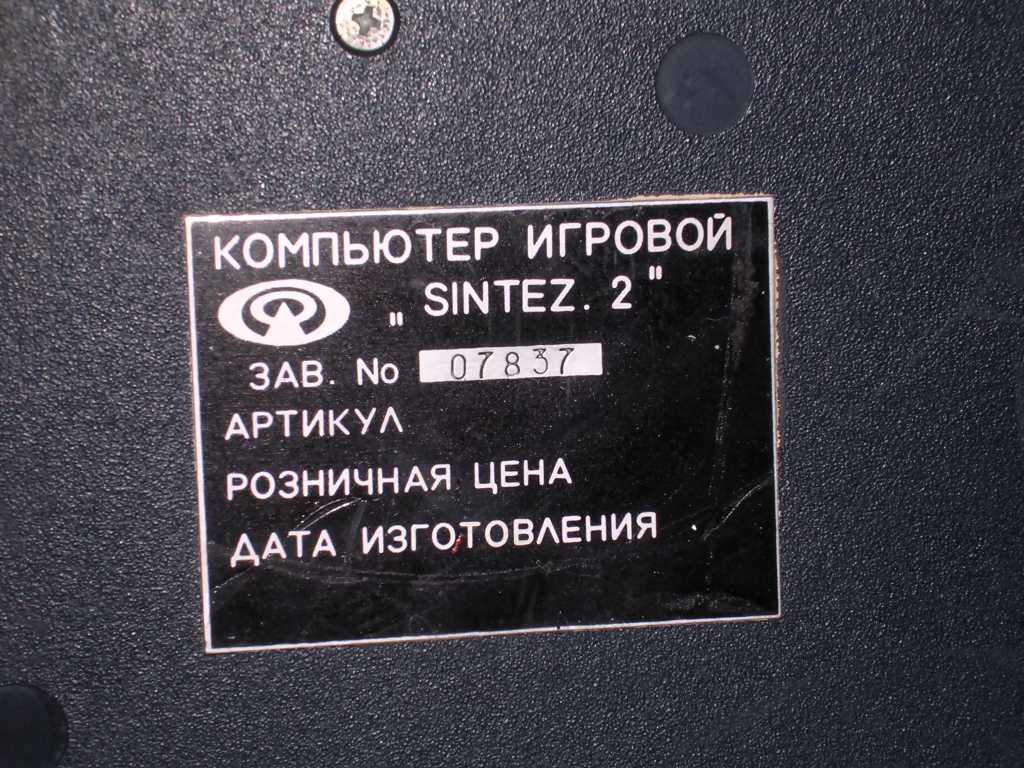 КОМПЬЮТЕР ИГРОВОЙ
„ SINTEZ. 2 "
ЗАВ. No 07837
АРТИКУЛ
РОЗНИЧНАЯ ЦЕНА
ДАТА ИЗГОТОВЛЕНИЯ